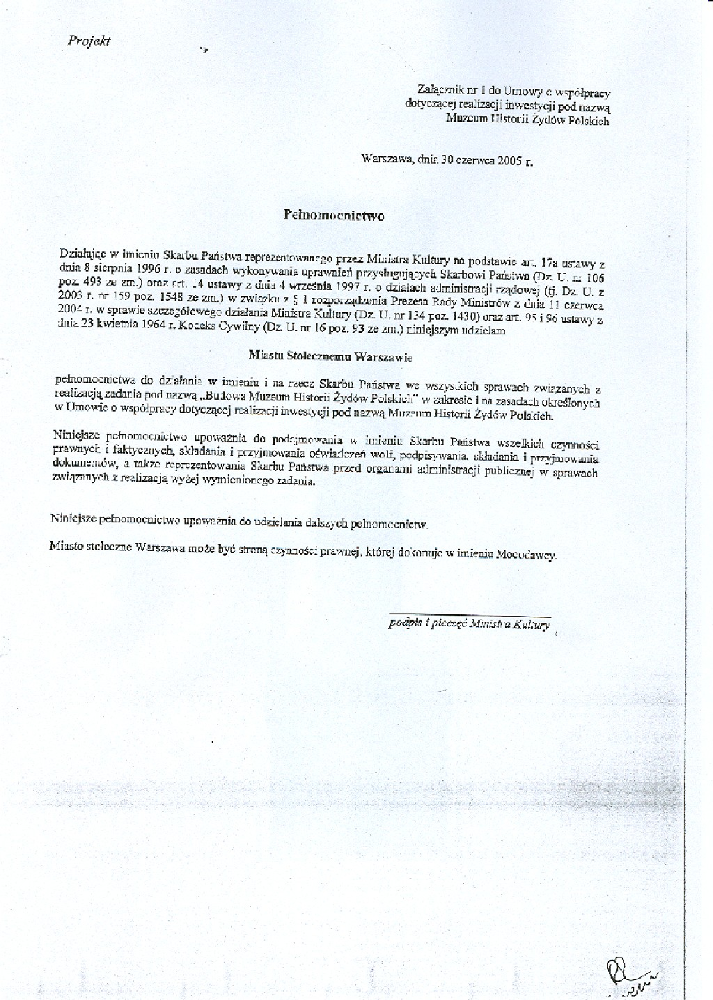 Projekt
Załącznik nr 1 do Umowy o współpracy
dotyczącej realizacji inwestycji pod nazwą
Muzeum Historii Żydów Polskich
Warszawa, dnia 30 czerwca 2005 r.
Pełnomocnictwo
Działając w imieniu Skarbu Państwa reprezentowanego przez Ministra Kultury na podstawie art. 17a ustawy z
dnia 8 sierpnia 1996 r. o zasadach wykonywania uprawnień przysługujących Skarbowi Państwa (Dz. U. nr 106
poz. 493 ze zm.) oraz art. 14 ustawy z dnia 4 września 1997 r. o działach administracji rządowej (tj. Dz. U. z
2003 r. nr 159 poz. 1548 ze zm.) w związku z § 1 rozporządzenia Prezesa Rady Ministrów z dnia 11 czerwca
2004 r. w sprawie szczegółowego działania Ministra Kultury (Dz. U. nr 134 poz. 1430) oraz art. 95 i 96 ustawy z
dnia 23 kwietnia 1964 r. Kodeks Cywilny (Dz. U. nr 16 poz. 93 ze zm.) niniejszym udzielam
Miastu Stołecznemu Warszawie
pełnomocnictwa do działania w imieniu i na rzecz Skarbu Państwa we wszystkich sprawach związanych z
realizacją zadania pod nazwą „Budowa Muzeum Historii Żydów Polskich" w zakresie i na zasadach określonych
w Umowie o współpracy dotyczącej realizacji inwestycji pod nazwą Muzeum Historii Żydów Polskich.
Niniejsze pełnomocnictwo upoważnia do podejmowania w imieniu Skarbu Państwa wszelkich czynności
prawnych i faktycznych, składania i przyjmowania oświadczeń woli, podpisywania, składania i przyjmowania
dokumentów, a także reprezentowania Skarbu Państwa przed organami administracji publicznej w sprawach
związanych z realizacją wyżej wymienionego zadania.
Niniejsze pełnomocnictwo upoważnia do udzielania dalszych pełnomocnictw.
Miasto stołeczne Warszawa może być stroną czynności prawnej, której dokonuje w imieniu Mocodawcy.
podpis i pieczęć Ministra Kultury